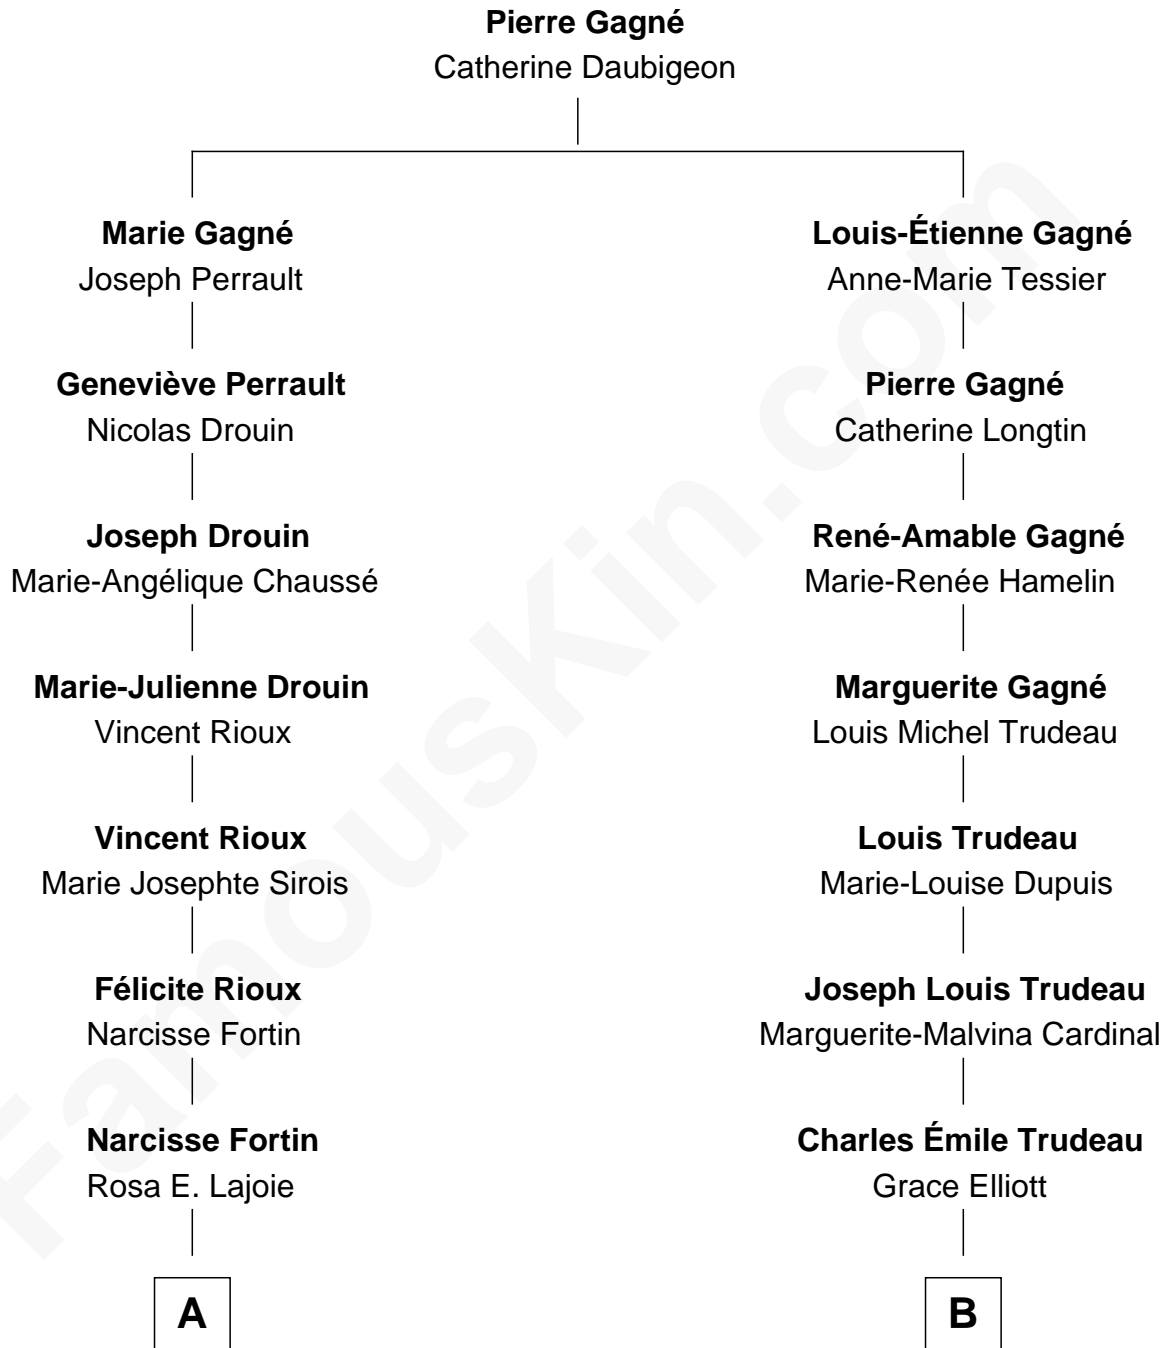 Pierre Gagné
Catherine Daubigeon
Marie Gagné
Joseph Perrault
Louis-Étienne Gagné
Anne-Marie Tessier
Geneviève Perrault
Nicolas Drouin
Pierre Gagné
Catherine Longtin
Joseph Drouin
Marie-Angélique Chaussé
René-Amable Gagné
Marie-Renée Hamelin
Marie-Julienne Drouin
Vincent Rioux
Marguerite Gagné
Louis Michel Trudeau
Vincent Rioux
Marie Josephte Sirois
Louis Trudeau
Marie-Louise Dupuis
Félicite Rioux
Narcisse Fortin
Joseph Louis Trudeau
Marguerite-Malvina Cardinal
Narcisse Fortin
Rosa E. Lajoie
Charles Émile Trudeau
Grace Elliott
A
B
FamousKin.com